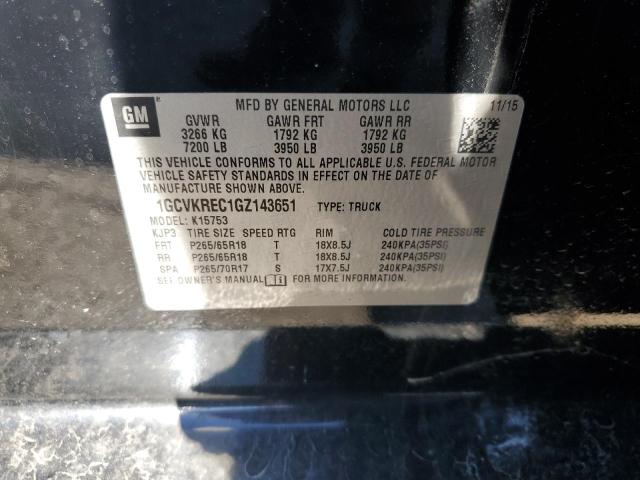 GM
MFD BY GENERAL MOTORS LLC 11/15
GVWR GAWR FRT GAWR RR
3266 KG 1792 KG 1792 KG
7200 LB 3950 LB 3950 LB
THIS VEHICLE CONFORMS TO ALL APPLICABLE U.S. FEDERAL MOTOR
VEHICLE SAFETY STANDARDS IN EFFECT ON THE DATE OF
MANUFACTURE SHOWN ABOVE.
1GCVKREC1GZ143651 TYPE: TRUCK
MODEL: K15753
KJP3 TIRE SIZE SPEED RTG RIM COLD TIRE PRESSURE
FRT P265/65R18 T 18X8.5J 240KPA(35PSI)
RR P265/65R18 T 18X8.5J 240KPA(35PSI)
SPA P265/70R17 S 17X7.5J 240KPA(35PSI)
SEE OWNER'S MANUAL FOR MORE INFORMATION.